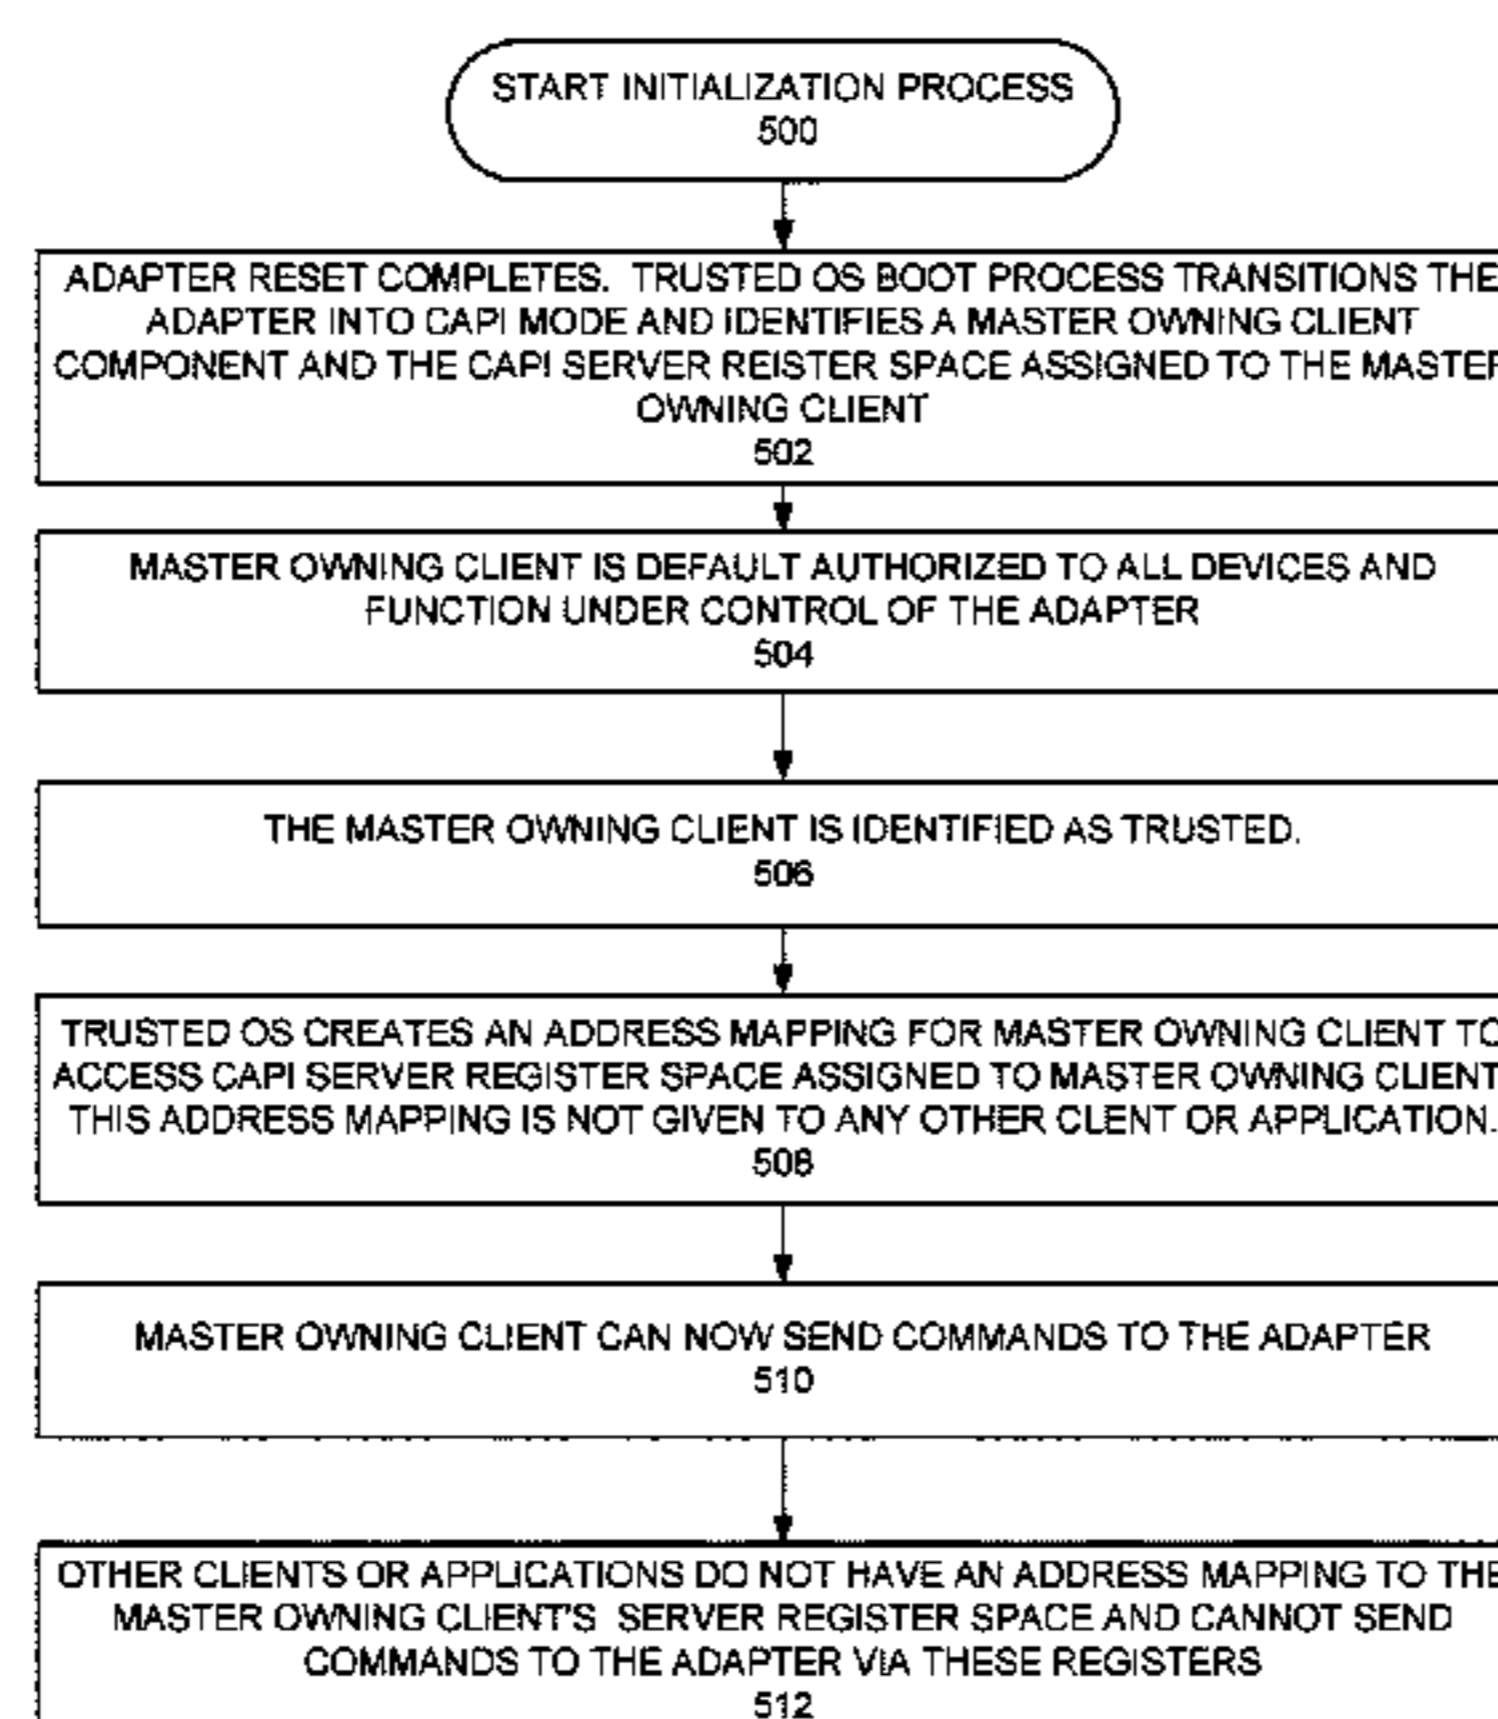 START INITIALIZATION PROCESS
500
ADAPTER RESET COMPLETES. TRUSTED OS BOOT PROCESS TRANSITIONS THE
ADAPTER INTO CAPI MODE AND IDENTIFIES A MASTER OWNING CLIENT
COMPONENT AND THE CAPI SERVER REISTER SPACE ASSIGNED TO THE MASTER
OWNING CLIENT
502
MASTER OWNING CLIENT IS DEFAULT AUTHORIZED TO ALL DEVICES AND
FUNCTION UNDER CONTROL OF THE ADAPTER
504
THE MASTER OWNING CLIENT IS IDENTIFIED AS TRUSTED.
506
TRUSTED OS CREATES AN ADDRESS MAPPING FOR MASTER OWNING CLIENT TO
ACCESS CAPI SERVER REGISTER SPACE ASSIGNED TO MASTER OWNING CLIENT
THIS ADDRESS MAPPING IS NOT GIVEN TO ANY OTHER CLENT OR APPLICATION.
508
MASTER OWNING CLIENT CAN NOW SEND COMMANDS TO THE ADAPTER
510
OTHER CLIENTS OR APPLICATIONS DO NOT HAVE AN ADDRESS MAPPING TO THE
MASTER OWNING CLIENT'S SERVER REGISTER SPACE AND CANNOT SEND
COMMANDS TO THE ADAPTER VIA THESE REGISTERS
512